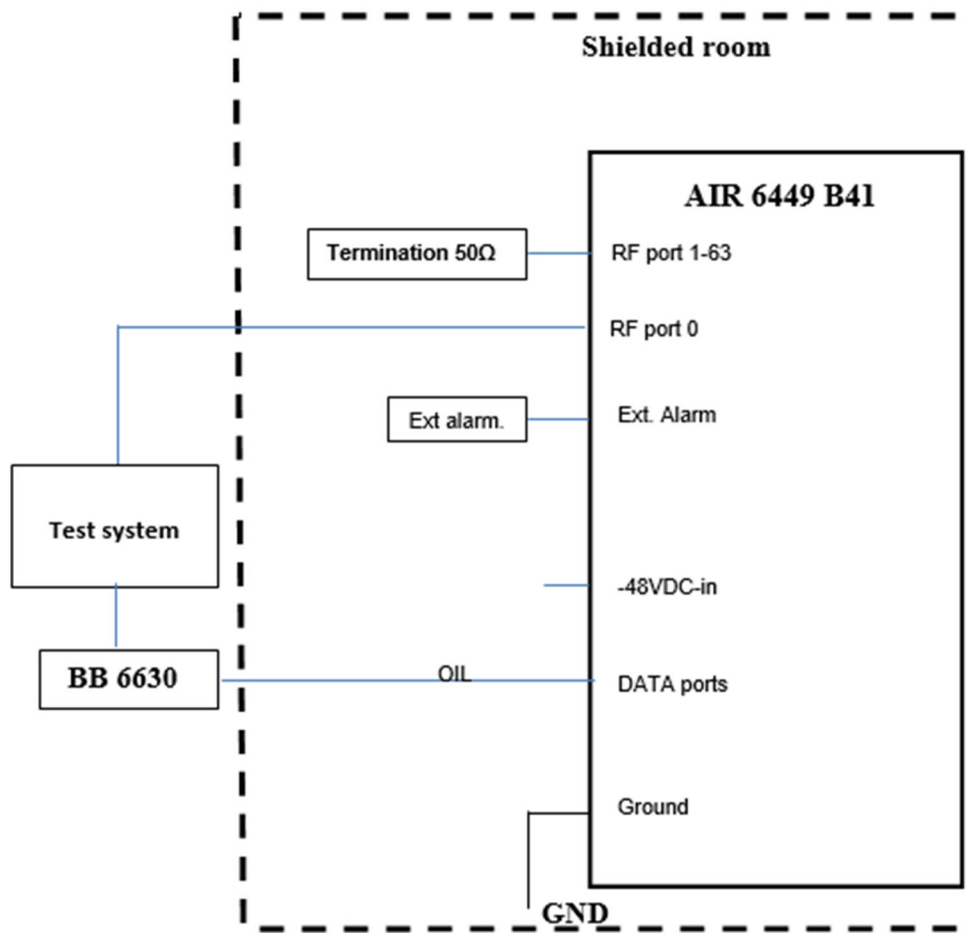 Shielded room
AIR 6449 B41
Termination 50Ω
RF port 1-63
RF port 0
Ext alarm.
Ext. Alarm
Test system
-48VDC-in
BB 6630
OIL
DATA ports
Ground
GND